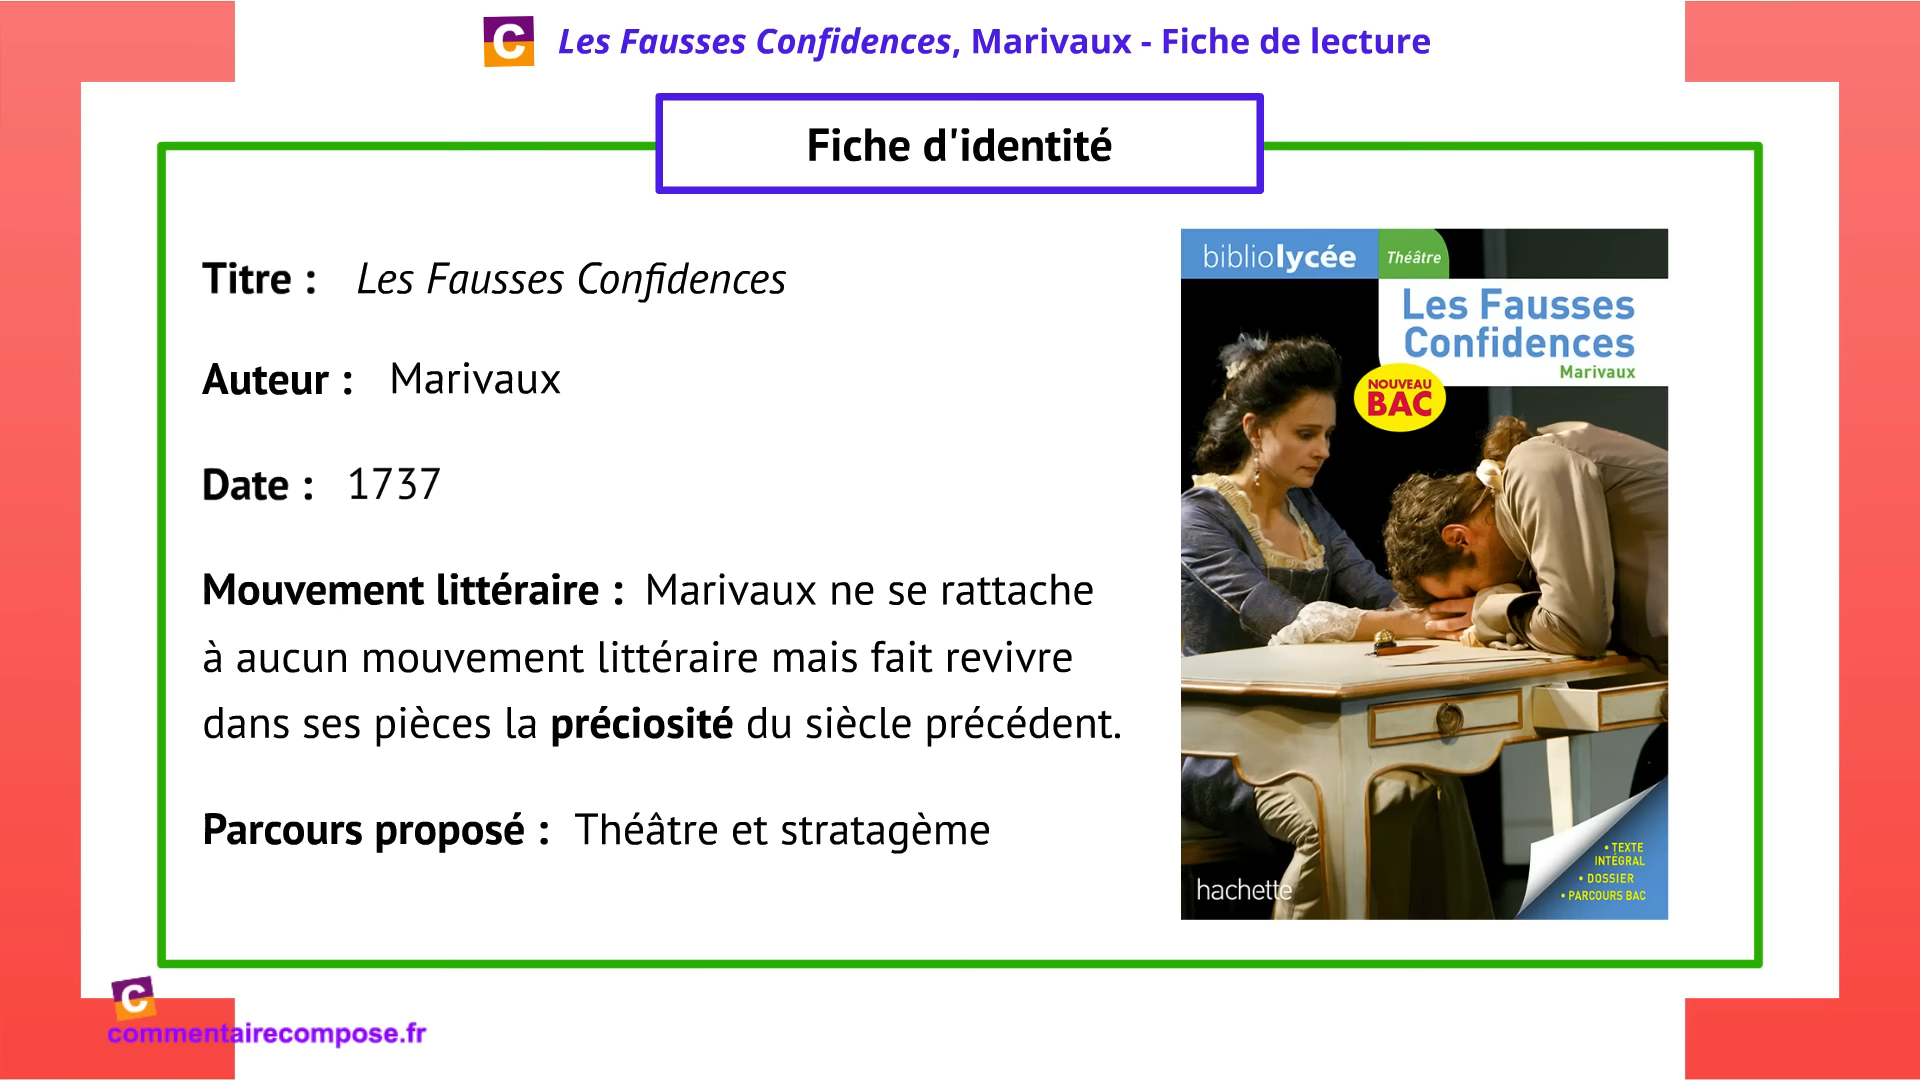 C
Les Fausses Confidences, Marivaux - Fiche de lecture
Fiche d'identité
Titre : Les Fausses Confidences
Auteur : Marivaux
Date : 1737
Mouvement littéraire : Marivaux ne se rattache
à aucun mouvement littéraire mais fait revivre
dans ses pièces la préciosité du siècle précédent.
Parcours proposé : Théâtre et stratagème
bibliolycée
Théâtre
Les Fausses
Confidences
Marivaux
NOUVEAU
BAC
• TEXTE
INTÉGRAL
• DOSSIER
• PARCOURS BAC
hachette
C
commentairecompose.fr